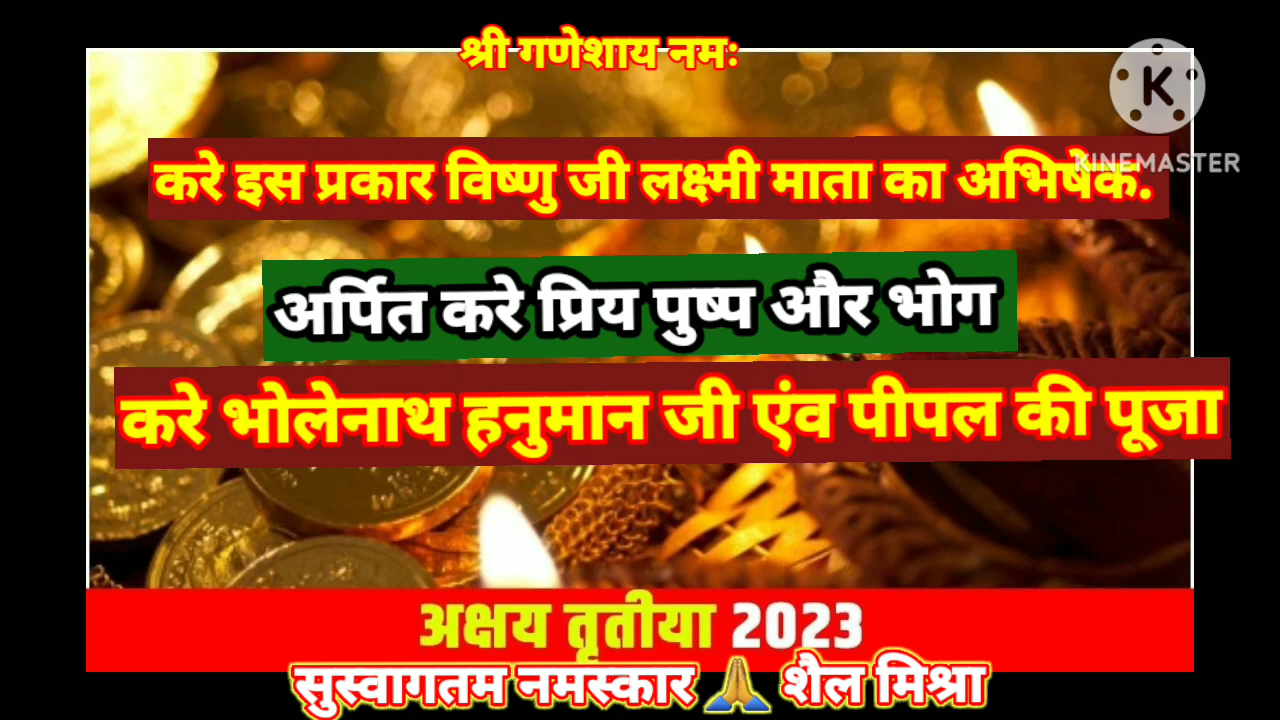 श्री गणेशाय नमः
K
KINEMASTER
करे इस प्रकार विष्णु जी लक्ष्मी माता का अभिषेक.
अर्पित करे प्रिय पुष्प और भोग
करे भोलेनाथ हनुमान जी एंव पीपल की पूजा
अक्षय तृतीया 2023
सुस्वागतम नमस्कार 🙏 शैल मिश्रा